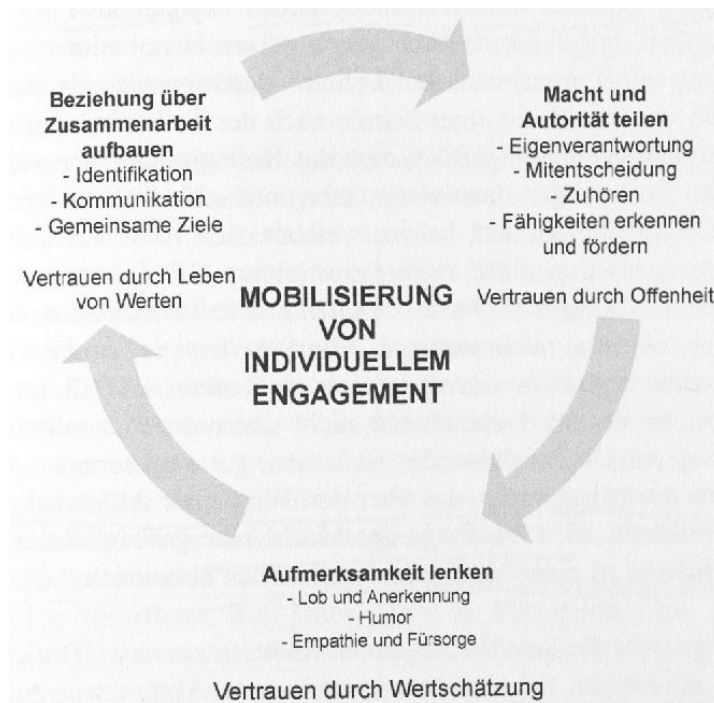 Beziehung über
Zusammenarbeit
aufbauen
- Identifikation
- Kommunikation
- Gemeinsame Ziele
Vertrauen durch Leben
von Werten
Macht und
Autorität teilen
- Eigenverantwortung
- Mitentscheidung
- Zuhören
- Fähigkeiten erkennen
und fördern
Vertrauen durch Offenheit
MOBILISIERUNG
VON
INDIVIDUELLEM
ENGAGEMENT
Aufmerksamkeit lenken
- Lob und Anerkennung
- Humor
- Empathie und Fürsorge
Vertrauen durch Wertschätzung